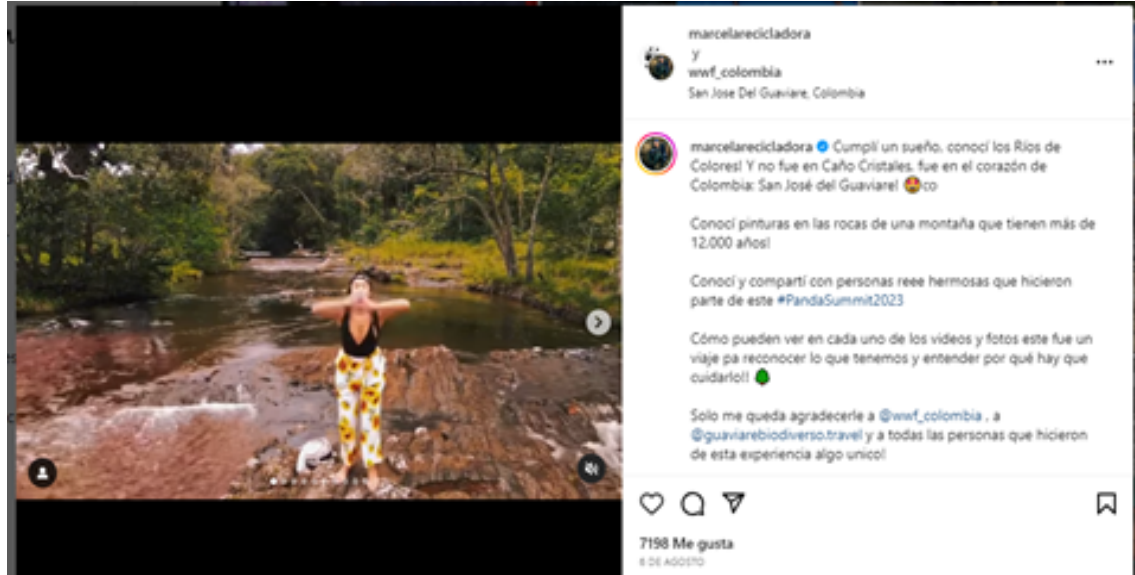 marcelarecicladora
y
wwf_colombia
San Jose Del Guaviare, Colombia
marcelarecicladora Cumplí un sueño, conocí los Ríos de
Colores! Y no fue en Caño Cristales, fue en el corazón de
Colombia: San José del Guaviare! 🤩co
Conocí pinturas en las rocas de una montaña que tienen más de
12.000 años!
Conocí y compartí con personas reee hermosas que hicieron
parte de este #PandaSummit2023
Cómo pueden ver en cada uno de los videos y fotos este fue un
viaje pa reconocer lo que tenemos y entender por qué hay que
cuidarlo!! 🌲
Solo me queda agradecerle a @wwf_colombia , a
@guaviarebiodiverso.travel y a todas las personas que hicieron
de esta experiencia algo unico!
7198 Me gusta
6 DE AGOSTO